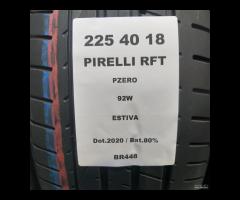 225 40 18
PIRELLI RFT
PZERO
92W
ESTIVA
Dot.2020 / Bat.80%
BR448